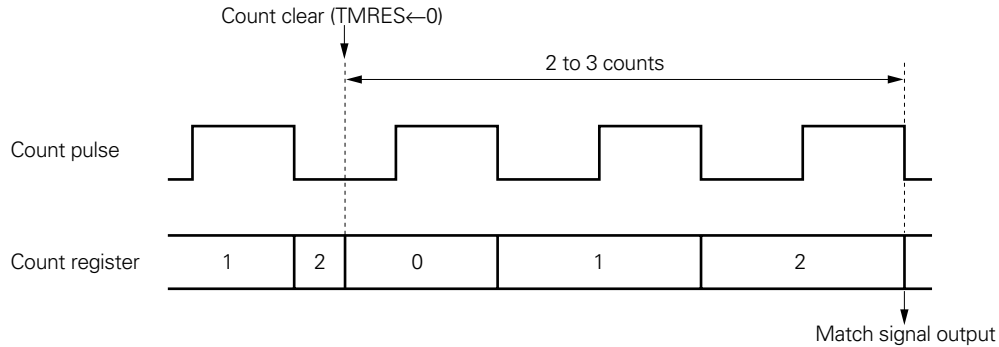 Count clear (TMRES←0)
2 to 3 counts
Count pulse
Count register 1 2 0 1 2
Match signal output